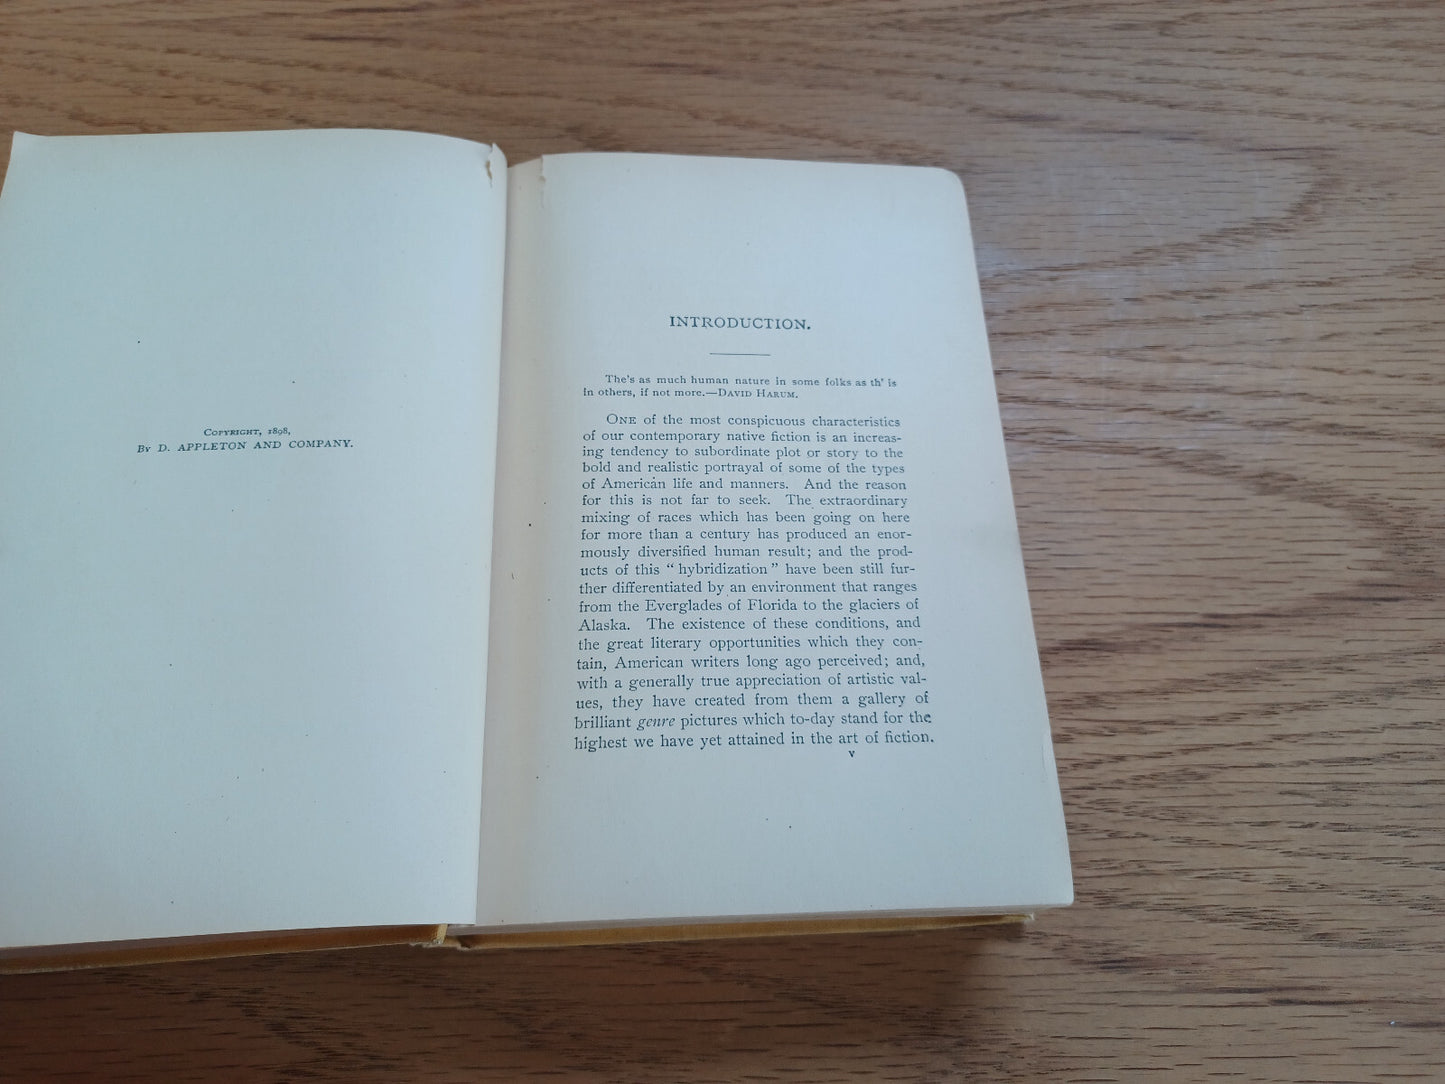 COPYRIGHT, 1898,
BY D. APPLETON AND COMPANY.
INTRODUCTION.
The's as much human nature in some folks as th' is
in others, if not more.—DAVID HARUM.
ONE of the most conspicuous characteristics
of our contemporary native fiction is an increas-
ing tendency to subordinate plot or story to the
bold and realistic portrayal of some of the types
of American life and manners. And the reason
for this is not far to seek. The extraordinary
mixing of races which has been going on here
for more than a century has produced an enor-
mously diversified human result; and the prod-
ucts of this "hybridization" have been still fur-
ther differentiated by an environment that ranges
from the Everglades of Florida to the glaciers of
Alaska. The existence of these conditions, and
the great literary opportunities which they con-
tain, American writers long ago perceived; and,
with a generally true appreciation of artistic val-
ues, they have created from them a gallery of
brilliant genre pictures which to-day stand for the
highest we have yet attained in the art of fiction.
v